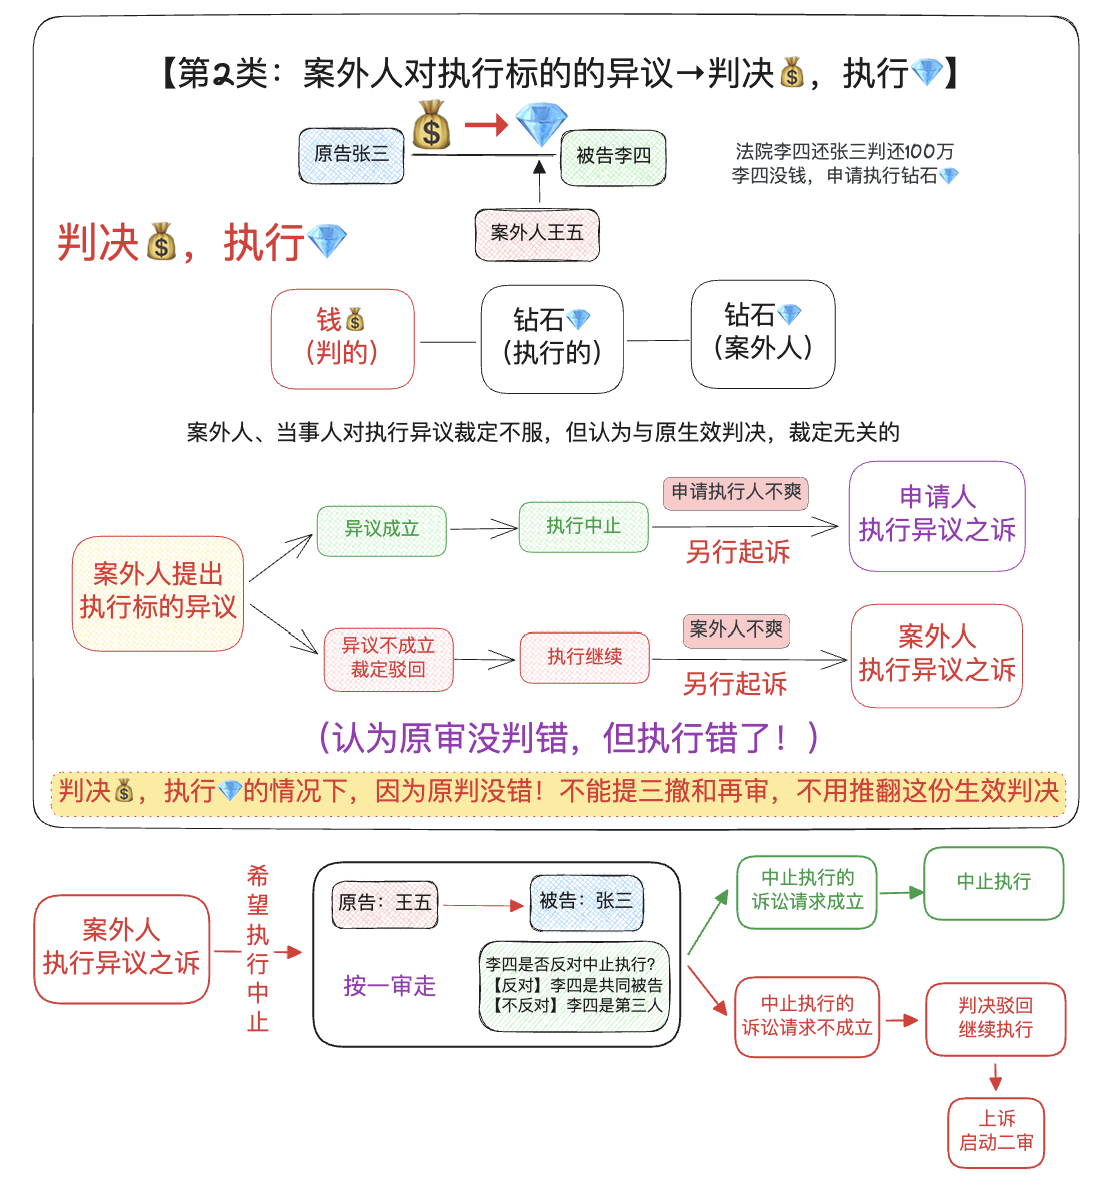 【第2类：案外人对执行标的的异议→判决💰，执行💎】
原告张三
被告李四
法院李四还张三判还100万
李四没钱，申请执行钻石💎
案外人王五
判决💰，执行💎
钱💰
（判的）
钻石💎
（执行的）
钻石💎
（案外人）
案外人、当事人对执行异议裁定不服，但认为与原生效判决，裁定无关的
案外人提出
执行标的异议
异议成立
执行中止
申请执行人不爽
另行起诉
申请人
执行异议之诉
异议不成立
裁定驳回
执行继续
案外人不爽
另行起诉
案外人
执行异议之诉
（认为原审没判错，但执行错了！）
判决💰，执行💎的情况下，因为原判没错！不能提三撤和再审，不用推翻这份生效判决
案外人
执行异议之诉
希
望
执
行
中
止
原告：王五
被告：张三
按一审走
李四是否反对中止执行？
【反对】李四是共同被告
【不反对】李四是第三人
中止执行的
诉讼请求成立
中止执行
中止执行的
诉讼请求不成立
判决驳回
继续执行
上诉
启动二审